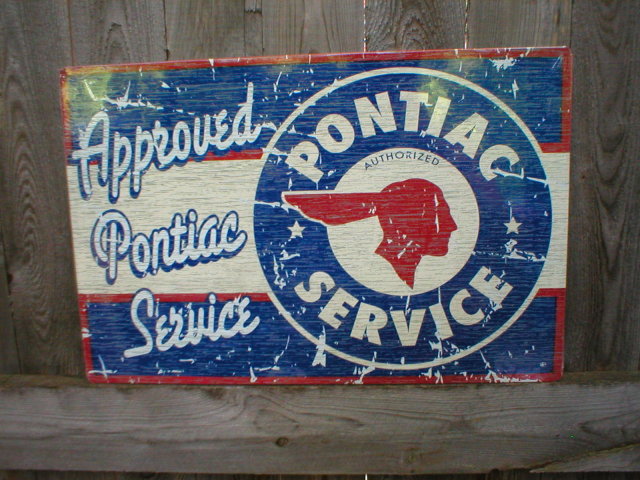 Approved
Pontiac
Service
PONTIAC
AUTHORIZED
SERVICE